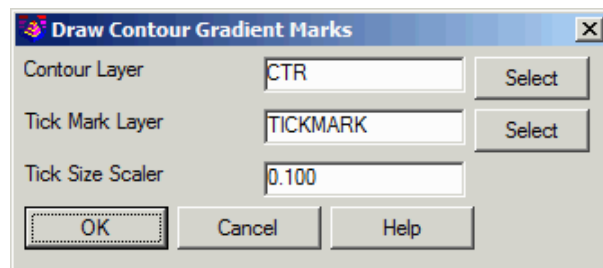 Draw Contour Gradient Marks
Contour Layer CTR Select
Tick Mark Layer TICKMARK Select
Tick Size Scaler 0.100
OK Cancel Help